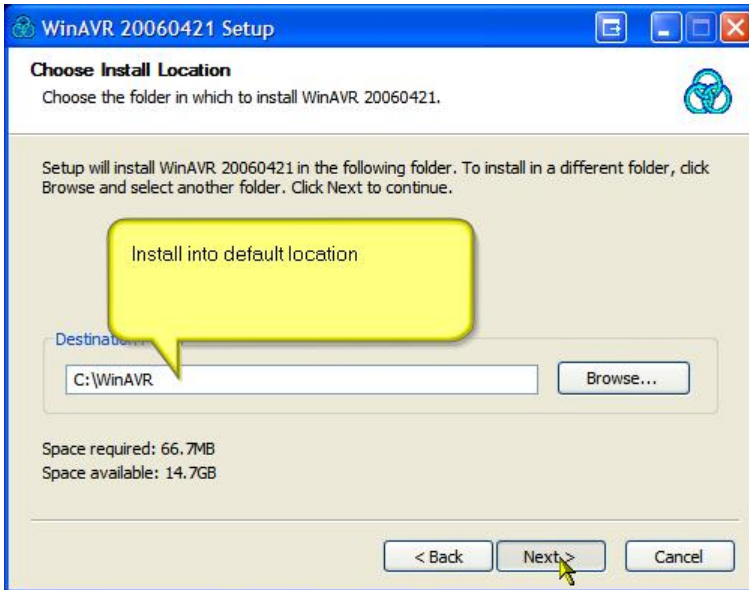 WinAVR 20060421 Setup
Choose Install Location
Choose the folder in which to install WinAVR 20060421.
Setup will install WinAVR 20060421 in the following folder. To install in a different folder, click
Browse and select another folder. Click Next to continue.
Install into default location
Destination
C:\WinAVR
Browse...
Space required: 66.7MB
Space available: 14.7GB
< Back
Next >
Cancel